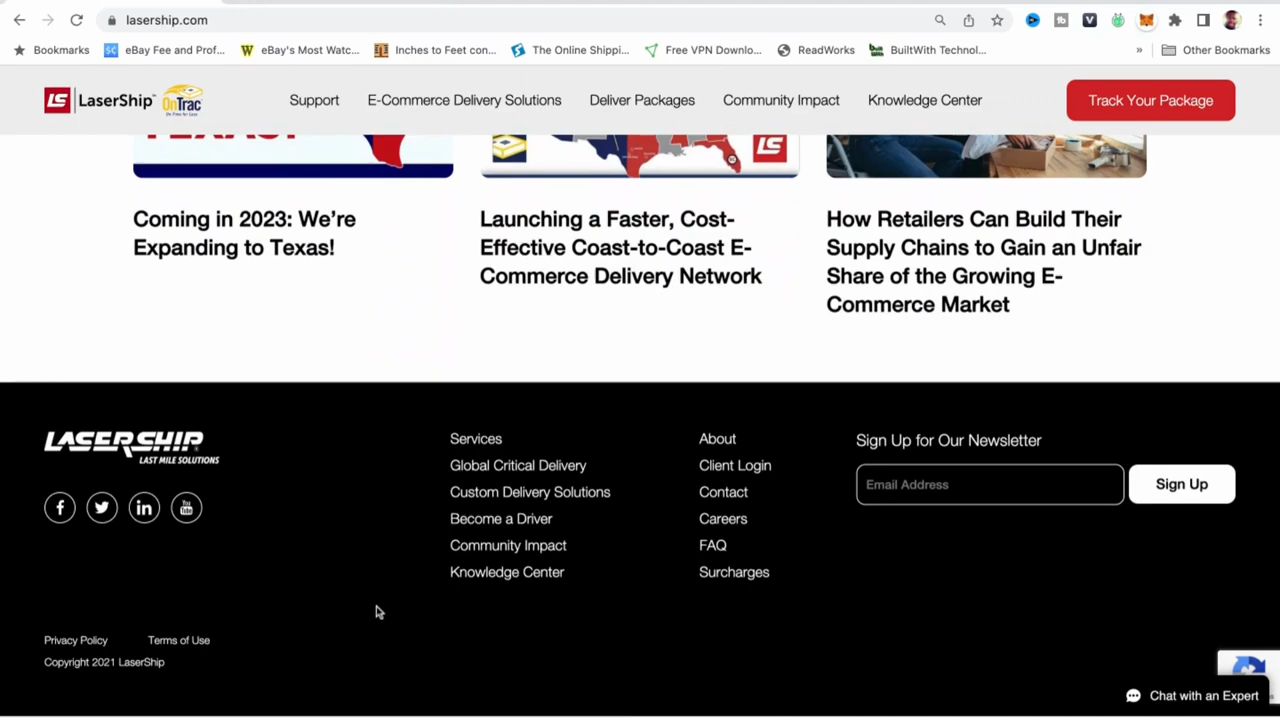 lasership.com
Bookmarks
eBay Fee and Prof...
eBay's Most Watc...
Inches to Feet con...
The Online Shippi...
Free VPN Downlo...
ReadWorks
BuiltWith Technol...
»
Other Bookmarks
LS LaserShip™
OnTrac
Support
E-Commerce Delivery Solutions
Deliver Packages
Community Impact
Knowledge Center
Track Your Package
TEXAS!
LS
Coming in 2023: We're
Expanding to Texas!
Launching a Faster, Cost-
Effective Coast-to-Coast E-
Commerce Delivery Network
How Retailers Can Build Their
Supply Chains to Gain an Unfair
Share of the Growing E-
Commerce Market
LASERSHIP
LAST MILE SOLUTIONS
Services
Global Critical Delivery
Custom Delivery Solutions
Become a Driver
Community Impact
Knowledge Center
About
Client Login
Contact
Careers
FAQ
Surcharges
Sign Up for Our Newsletter
Email Address
Sign Up
Privacy Policy
Terms of Use
Copyright 2021 LaserShip
Chat with an Expert